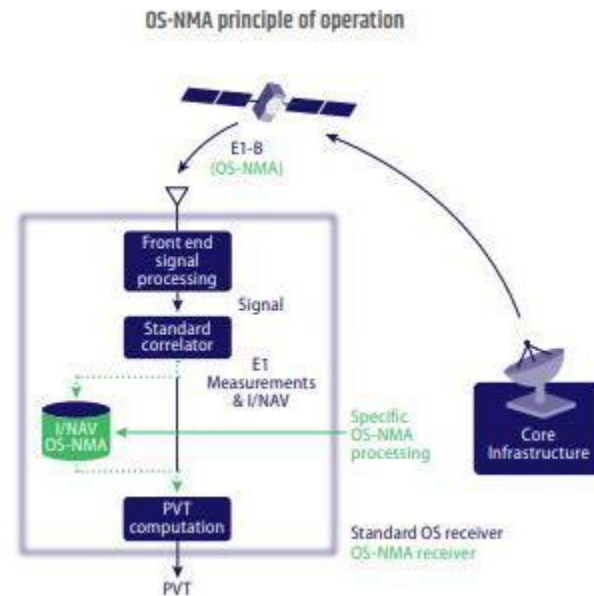 OS-NMA principle of operation
E1-B
(OS-NMA)
Front end
signal
processing
Signal
Standard
correlator
E1
Measurements
& I/NAV
I/NAV
OS-NMA
Specific
OS-NMA
processing
Core
Infrastructure
PVT
computation
Standard OS receiver
OS-NMA receiver
PVT